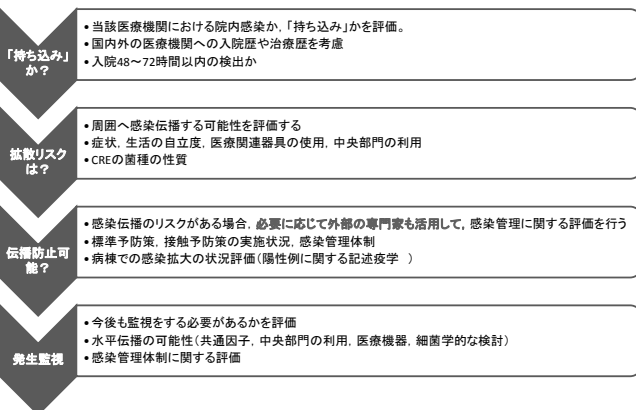 「持ち込み」
か？
・当該医療機関における院内感染か，「持ち込み」かを評価。
・国内外の医療機関への入院歴や治療歴を考慮
・入院48～72時間以内の検出か
拡散リスク
は？
・周囲へ感染伝播する可能性を評価する
・症状，生活の自立度，医療関連器具の使用，中央部門の利用
・CREの菌種の性質
伝播防止可
能？
・感染伝播のリスクがある場合，必要に応じて外部の専門家も活用して，感染管理に関する評価を行う
・標準予防策，接触予防策の実施状況，感染管理体制
・病棟での感染拡大の状況評価（陽性例に関する記述疫学　）
発生監視
・今後も監視をする必要があるかを評価
・水平伝播の可能性（共通因子，中央部門の利用，医療機器，細菌学的な検討）
・感染管理体制に関する評価